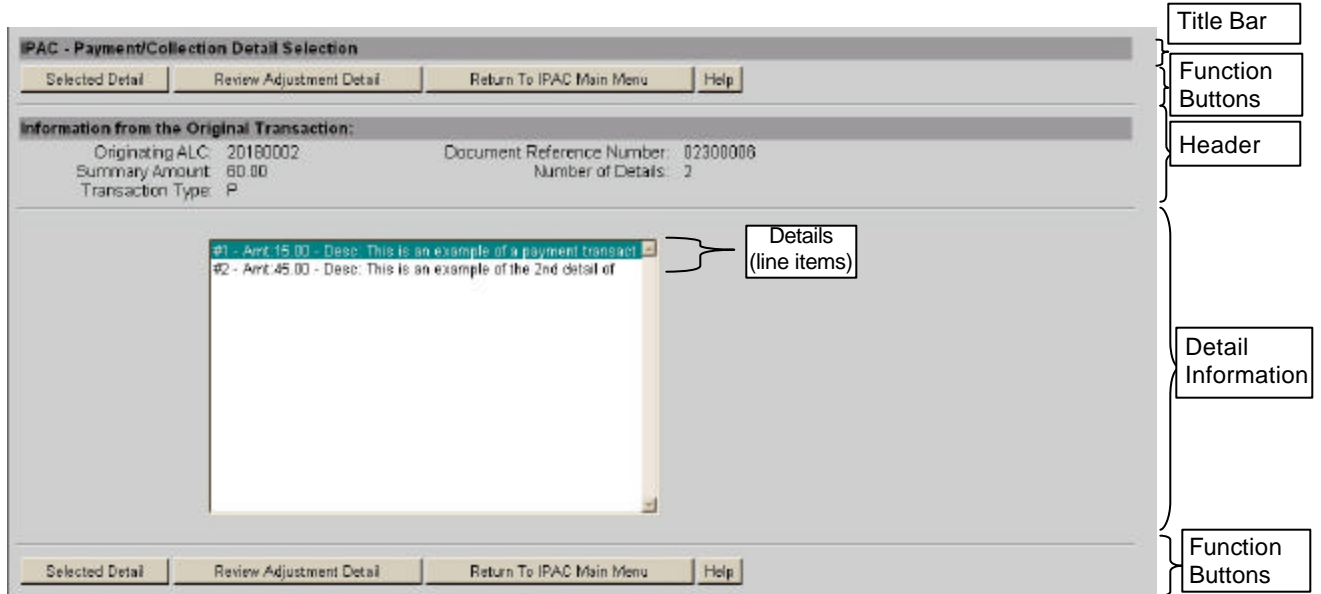 Title Bar
IPAC - Payment/Collection Detail Selection
Selected Detail Review Adjustment Detail Return To IPAC Main Menu Help
Function
Buttons
Information from the Original Transaction:
Header
Originating ALC: 20180002 Document Reference Number: 02300006
Summary Amount: 60.00 Number of Details: 2
Transaction Type: P
#1 - Amt:15.00 - Desc: This is an example of a payment transact
#2 - Amt:45.00 - Desc: This is an example of the 2nd detail of
Details
(line items)
Detail
Information
Selected Detail Review Adjustment Detail Return To IPAC Main Menu Help
Function
Buttons